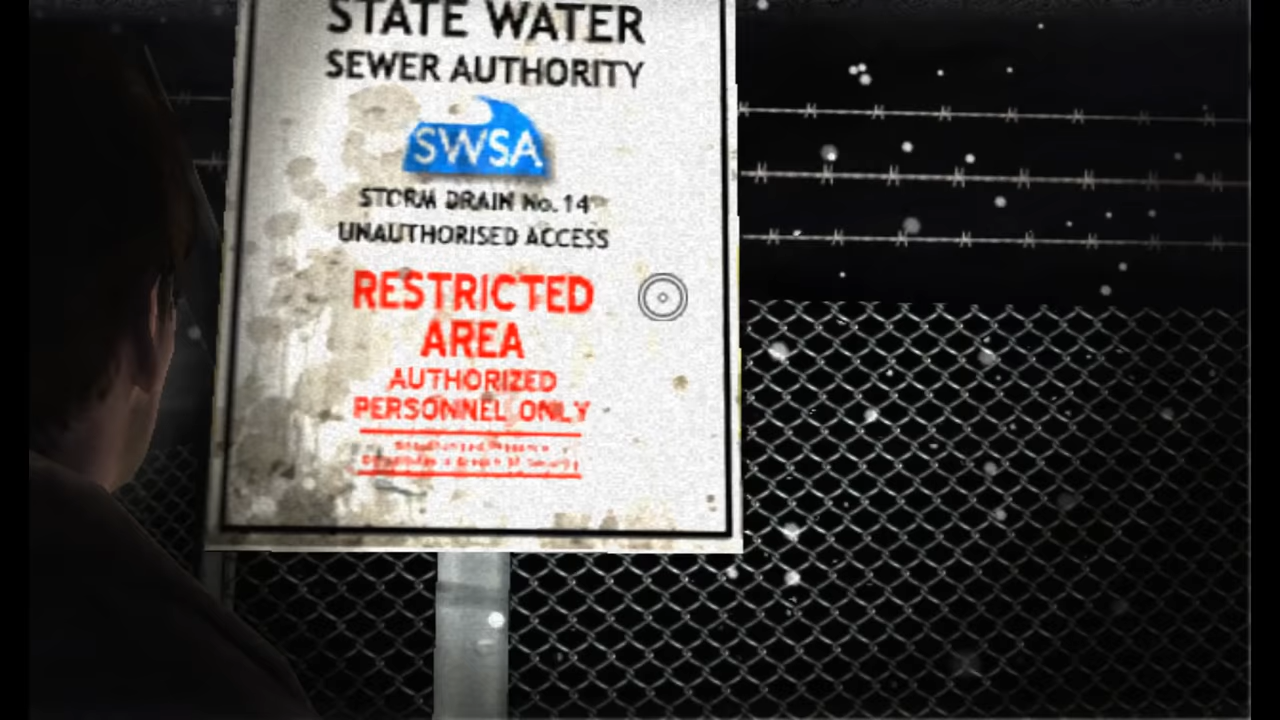 STATE WATER
SEWER AUTHORITY
SWSA
STORM DRAIN No. 14
UNAUTHORISED ACCESS
RESTRICTED
AREA
AUTHORIZED
PERSONNEL ONLY